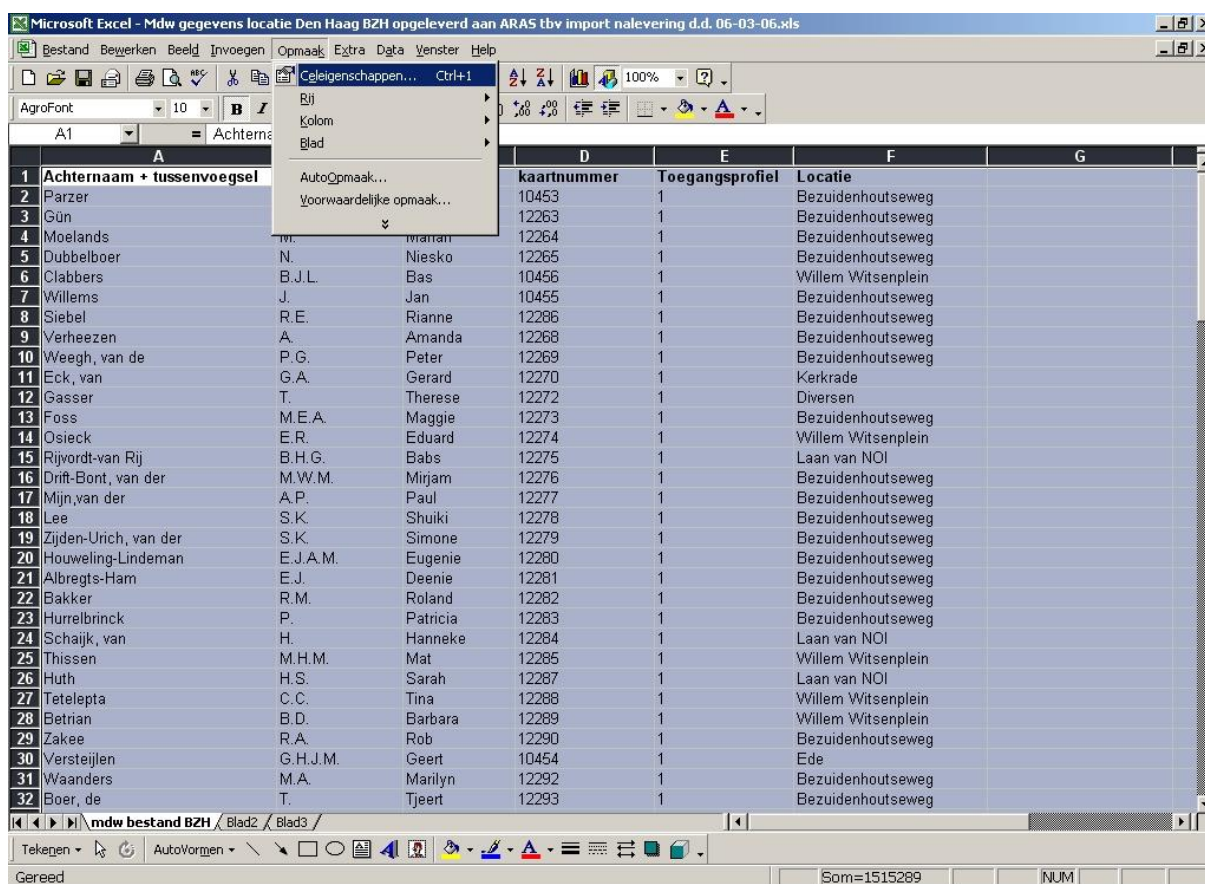 Microsoft Excel - Mdw gegevens locatie Den Haag BZH opgeleverd aan ARAS tbv import nalevering d.d. 06-03-06.xls
Bestand Bewerken Beeld Invoegen Opmaak Extra Data Venster Help
100%
AgroFont 10 B I
A1 = Achterna
Celeigenschappen... Ctrl+1
Rij
Kolom
Blad
AutoOpmaak...
Voorwaardelijke opmaak...
A D E F G
1 Achternaam + tussenvoegsel kaartnummer Toegangsprofiel Locatie
2 Parzer 10453 1 Bezuidenhoutseweg
3 Gün 12263 1 Bezuidenhoutseweg
4 Moelands M. Marian 12264 1 Bezuidenhoutseweg
5 Dubbelboer N. Niesko 12265 1 Bezuidenhoutseweg
6 Clabbers B.J.L. Bas 10456 1 Willem Witsenplein
7 Willems J. Jan 10455 1 Bezuidenhoutseweg
8 Siebel R.E. Rianne 12286 1 Bezuidenhoutseweg
9 Verheezen A. Amanda 12268 1 Bezuidenhoutseweg
10 Weegh, van de P.G. Peter 12269 1 Bezuidenhoutseweg
11 Eck, van G.A. Gerard 12270 1 Kerkrade
12 Gasser T. Therese 12272 1 Diversen
13 Foss M.E.A. Maggie 12273 1 Bezuidenhoutseweg
14 Osieck E.R. Eduard 12274 1 Willem Witsenplein
15 Rijvordt-van Rij B.H.G. Babs 12275 1 Laan van NOI
16 Drift-Bont, van der M.W.M. Mirjam 12276 1 Bezuidenhoutseweg
17 Mijn,van der A.P. Paul 12277 1 Bezuidenhoutseweg
18 Lee S.K. Shuiki 12278 1 Bezuidenhoutseweg
19 Zijden-Urich, van der S.K. Simone 12279 1 Bezuidenhoutseweg
20 Houweling-Lindeman E.J.A.M. Eugenie 12280 1 Bezuidenhoutseweg
21 Albregts-Ham E.J. Deenie 12281 1 Bezuidenhoutseweg
22 Bakker R.M. Roland 12282 1 Bezuidenhoutseweg
23 Hurrelbrinck P. Patricia 12283 1 Bezuidenhoutseweg
24 Schaijk, van H. Hanneke 12284 1 Laan van NOI
25 Thissen M.H.M. Mat 12285 1 Willem Witsenplein
26 Huth H.S. Sarah 12287 1 Laan van NOI
27 Tetelepta C.C. Tina 12288 1 Willem Witsenplein
28 Betrian B.D. Barbara 12289 1 Willem Witsenplein
29 Zakee R.A. Rob 12290 1 Bezuidenhoutseweg
30 Versteijlen G.H.J.M. Geert 10454 1 Ede
31 Waanders M.A. Marilyn 12292 1 Bezuidenhoutseweg
32 Boer, de T. Tjeert 12293 1 Bezuidenhoutseweg
mdw bestand BZH Blad2 Blad3
Tekenen AutoVormen
Gereed Som=1515289 NUM